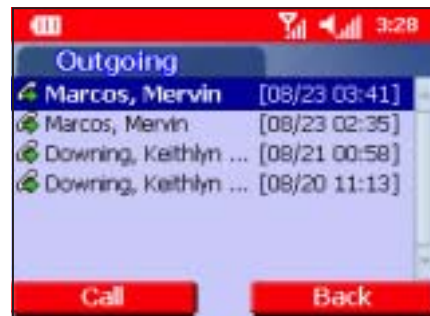 3:28
Outgoing
Marcos, Mervin [08/23 03:41]
Marcos, Mervin [08/23 02:35]
Downing, Keithlyn ... [08/21 00:58]
Downing, Keithlyn ... [08/20 11:13]
Call Back